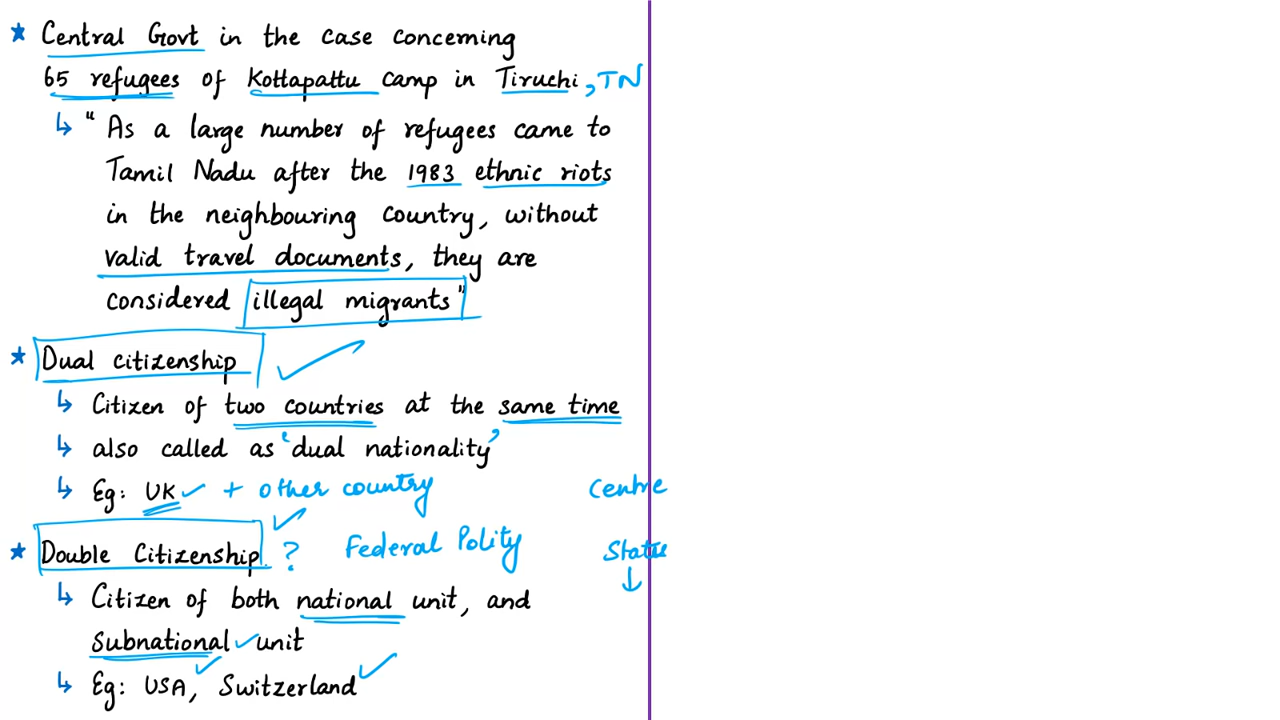 ★ Central Govt in the case concerning
65 refugees of Kottapattu camp in Tiruchi, TN
↳ " As a large number of refugees came to
Tamil Nadu after the 1983 ethnic riots
in the neighbouring country, without
valid travel documents, they are
considered illegal migrants"
★ Dual citizenship
↳ Citizen of two countries at the same time
↳ also called as 'dual nationality'
↳ Eg: UK ✓ + other country
Centre
★ Double Citizenship ? Federal Polity
State
↓
↳ Citizen of both national unit, and
subnational ✓ unit
↳ Eg: USA, Switzerland